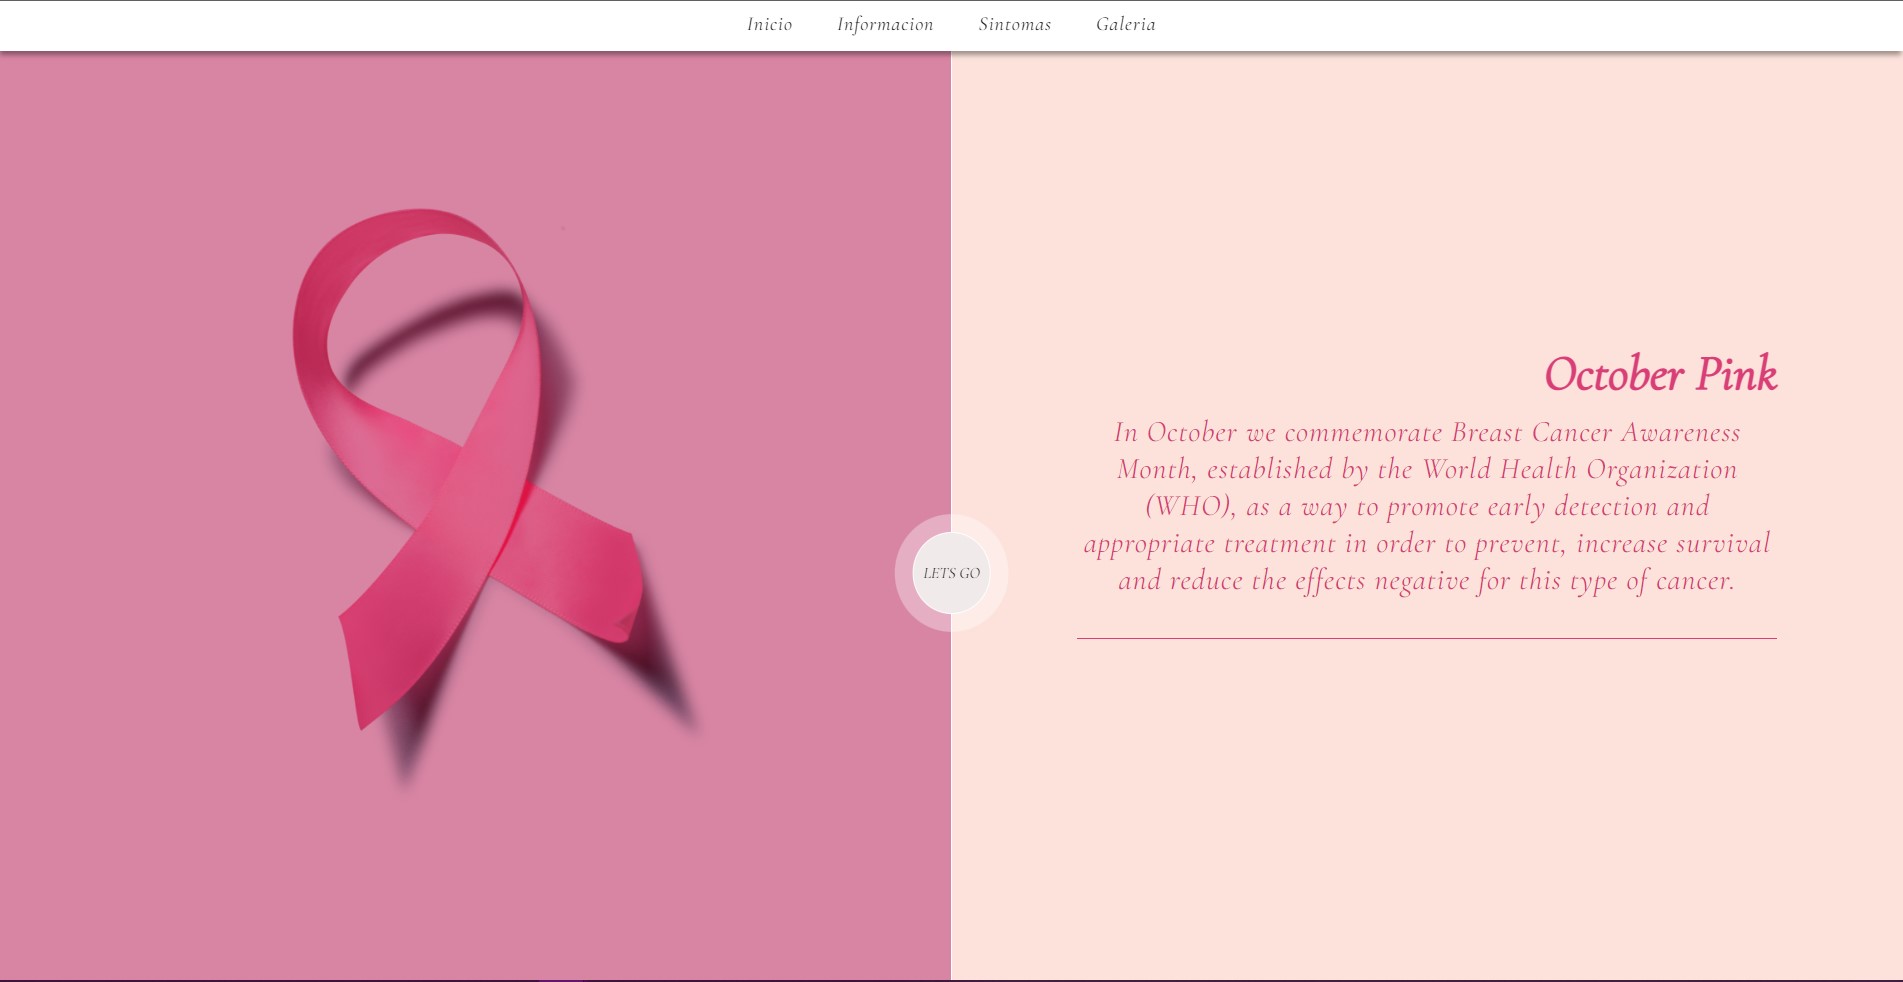 Inicio Informacion Sintomas Galeria
October Pink
In October we commemorate Breast Cancer Awareness
Month, established by the World Health Organization
(WHO), as a way to promote early detection and
appropriate treatment in order to prevent, increase survival
and reduce the effects negative for this type of cancer.
LETS GO